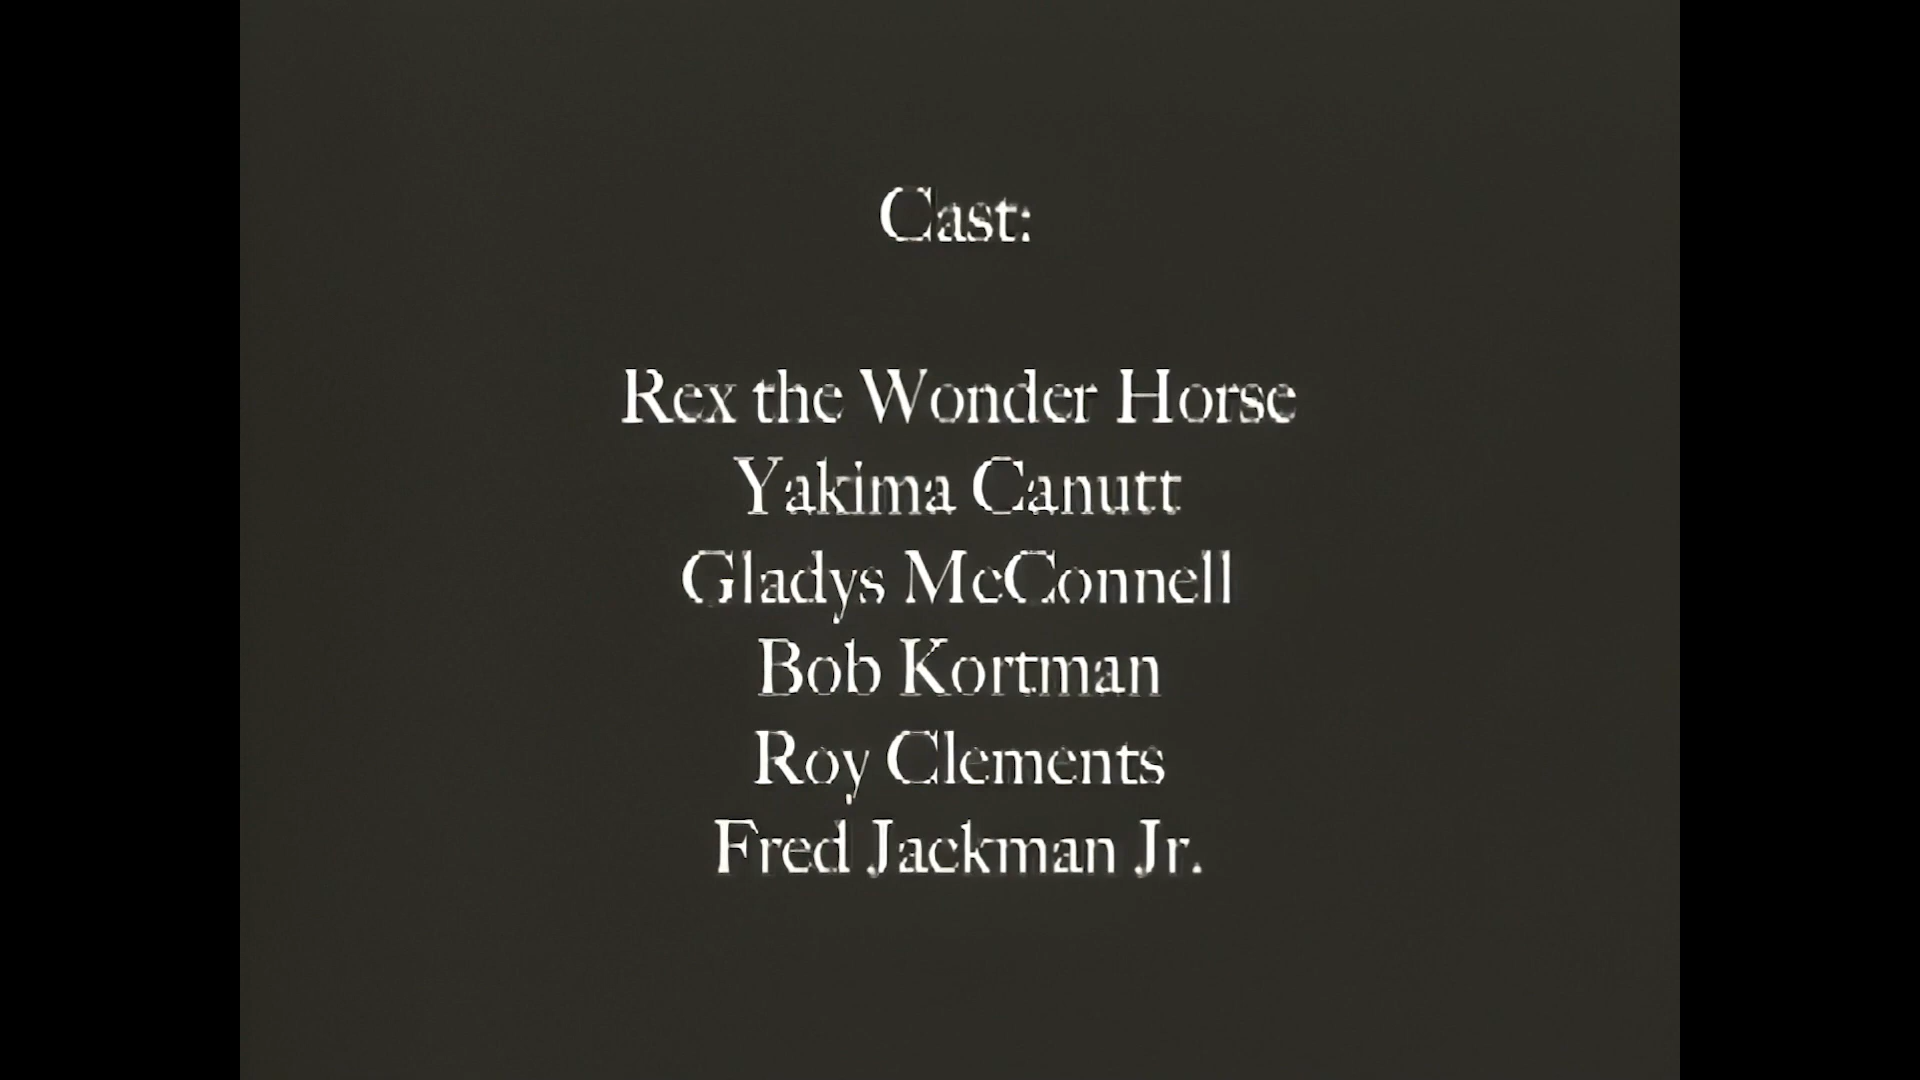 Cast:
Rex the Wonder Horse
Yakima Canutt
Gladys McConnell
Bob Kortman
Roy Clements
Fred Jackman Jr.